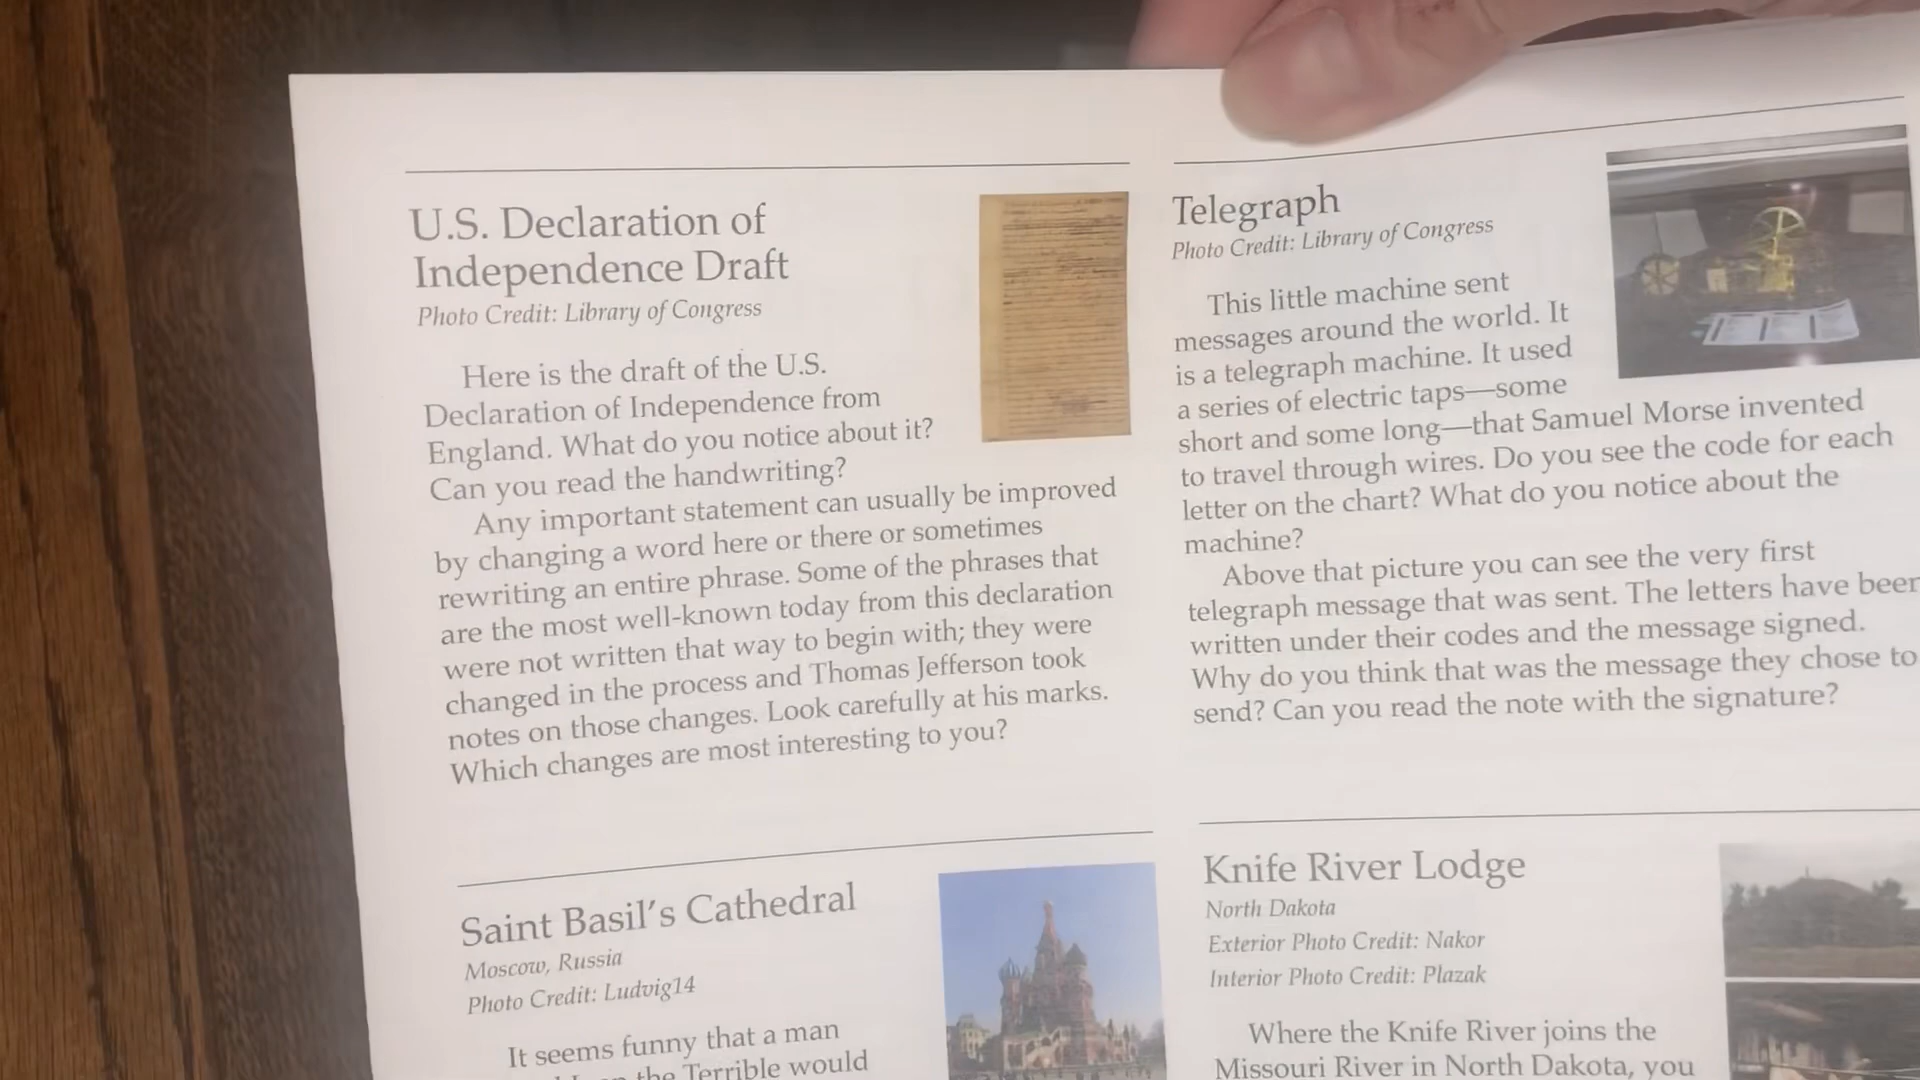 U.S. Declaration of
Independence Draft
Photo Credit: Library of Congress
Here is the draft of the U.S.
Declaration of Independence from
England. What do you notice about it?
Can you read the handwriting?
Any important statement can usually be improved
by changing a word here or there or sometimes
rewriting an entire phrase. Some of the phrases that
are the most well-known today from this declaration
were not written that way to begin with; they were
changed in the process and Thomas Jefferson took
notes on those changes. Look carefully at his marks.
Which changes are most interesting to you?
Telegraph
Photo Credit: Library of Congress
This little machine sent
messages around the world. It
is a telegraph machine. It used
a series of electric taps—some
short and some long—that Samuel Morse invented
to travel through wires. Do you see the code for each
letter on the chart? What do you notice about the
machine?
Above that picture you can see the very first
telegraph message that was sent. The letters have been
written under their codes and the message signed.
Why do you think that was the message they chose to
send? Can you read the note with the signature?
Saint Basil's Cathedral
Moscow, Russia
Photo Credit: Ludvig14
It seems funny that a man
the Terrible would
Knife River Lodge
North Dakota
Exterior Photo Credit: Nakor
Interior Photo Credit: Plazak
Where the Knife River joins the
Missouri River in North Dakota, you